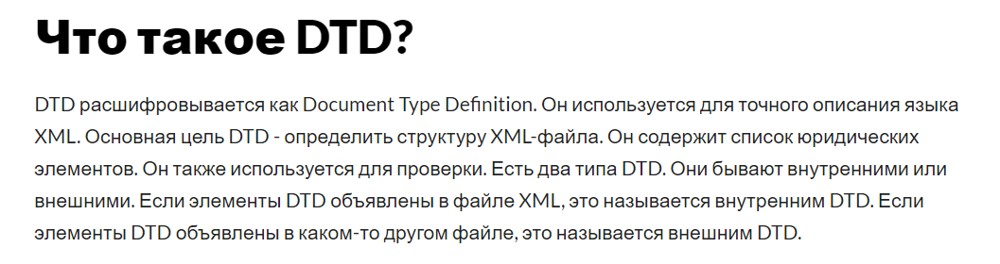 Что такое DTD?
DTD расшифровывается как Document Type Definition. Он используется для точного описания языка
XML. Основная цель DTD - определить структуру XML-файла. Он содержит список юридических
элементов. Он также используется для проверки. Есть два типа DTD. Они бывают внутренними или
внешними. Если элементы DTD объявлены в файле XML, это называется внутренним DTD. Если
элементы DTD объявлены в каком-то другом файле, это называется внешним DTD.